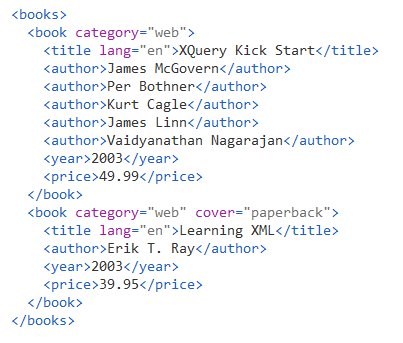 <books>
  <book category="web">
    <title lang="en">XQuery Kick Start</title>
    <author>James McGovern</author>
    <author>Per Bothner</author>
    <author>Kurt Cagle</author>
    <author>James Linn</author>
    <author>Vaidyanathan Nagarajan</author>
    <year>2003</year>
    <price>49.99</price>
  </book>
  <book category="web" cover="paperback">
    <title lang="en">Learning XML</title>
    <author>Erik T. Ray</author>
    <year>2003</year>
    <price>39.95</price>
  </book>
</books>